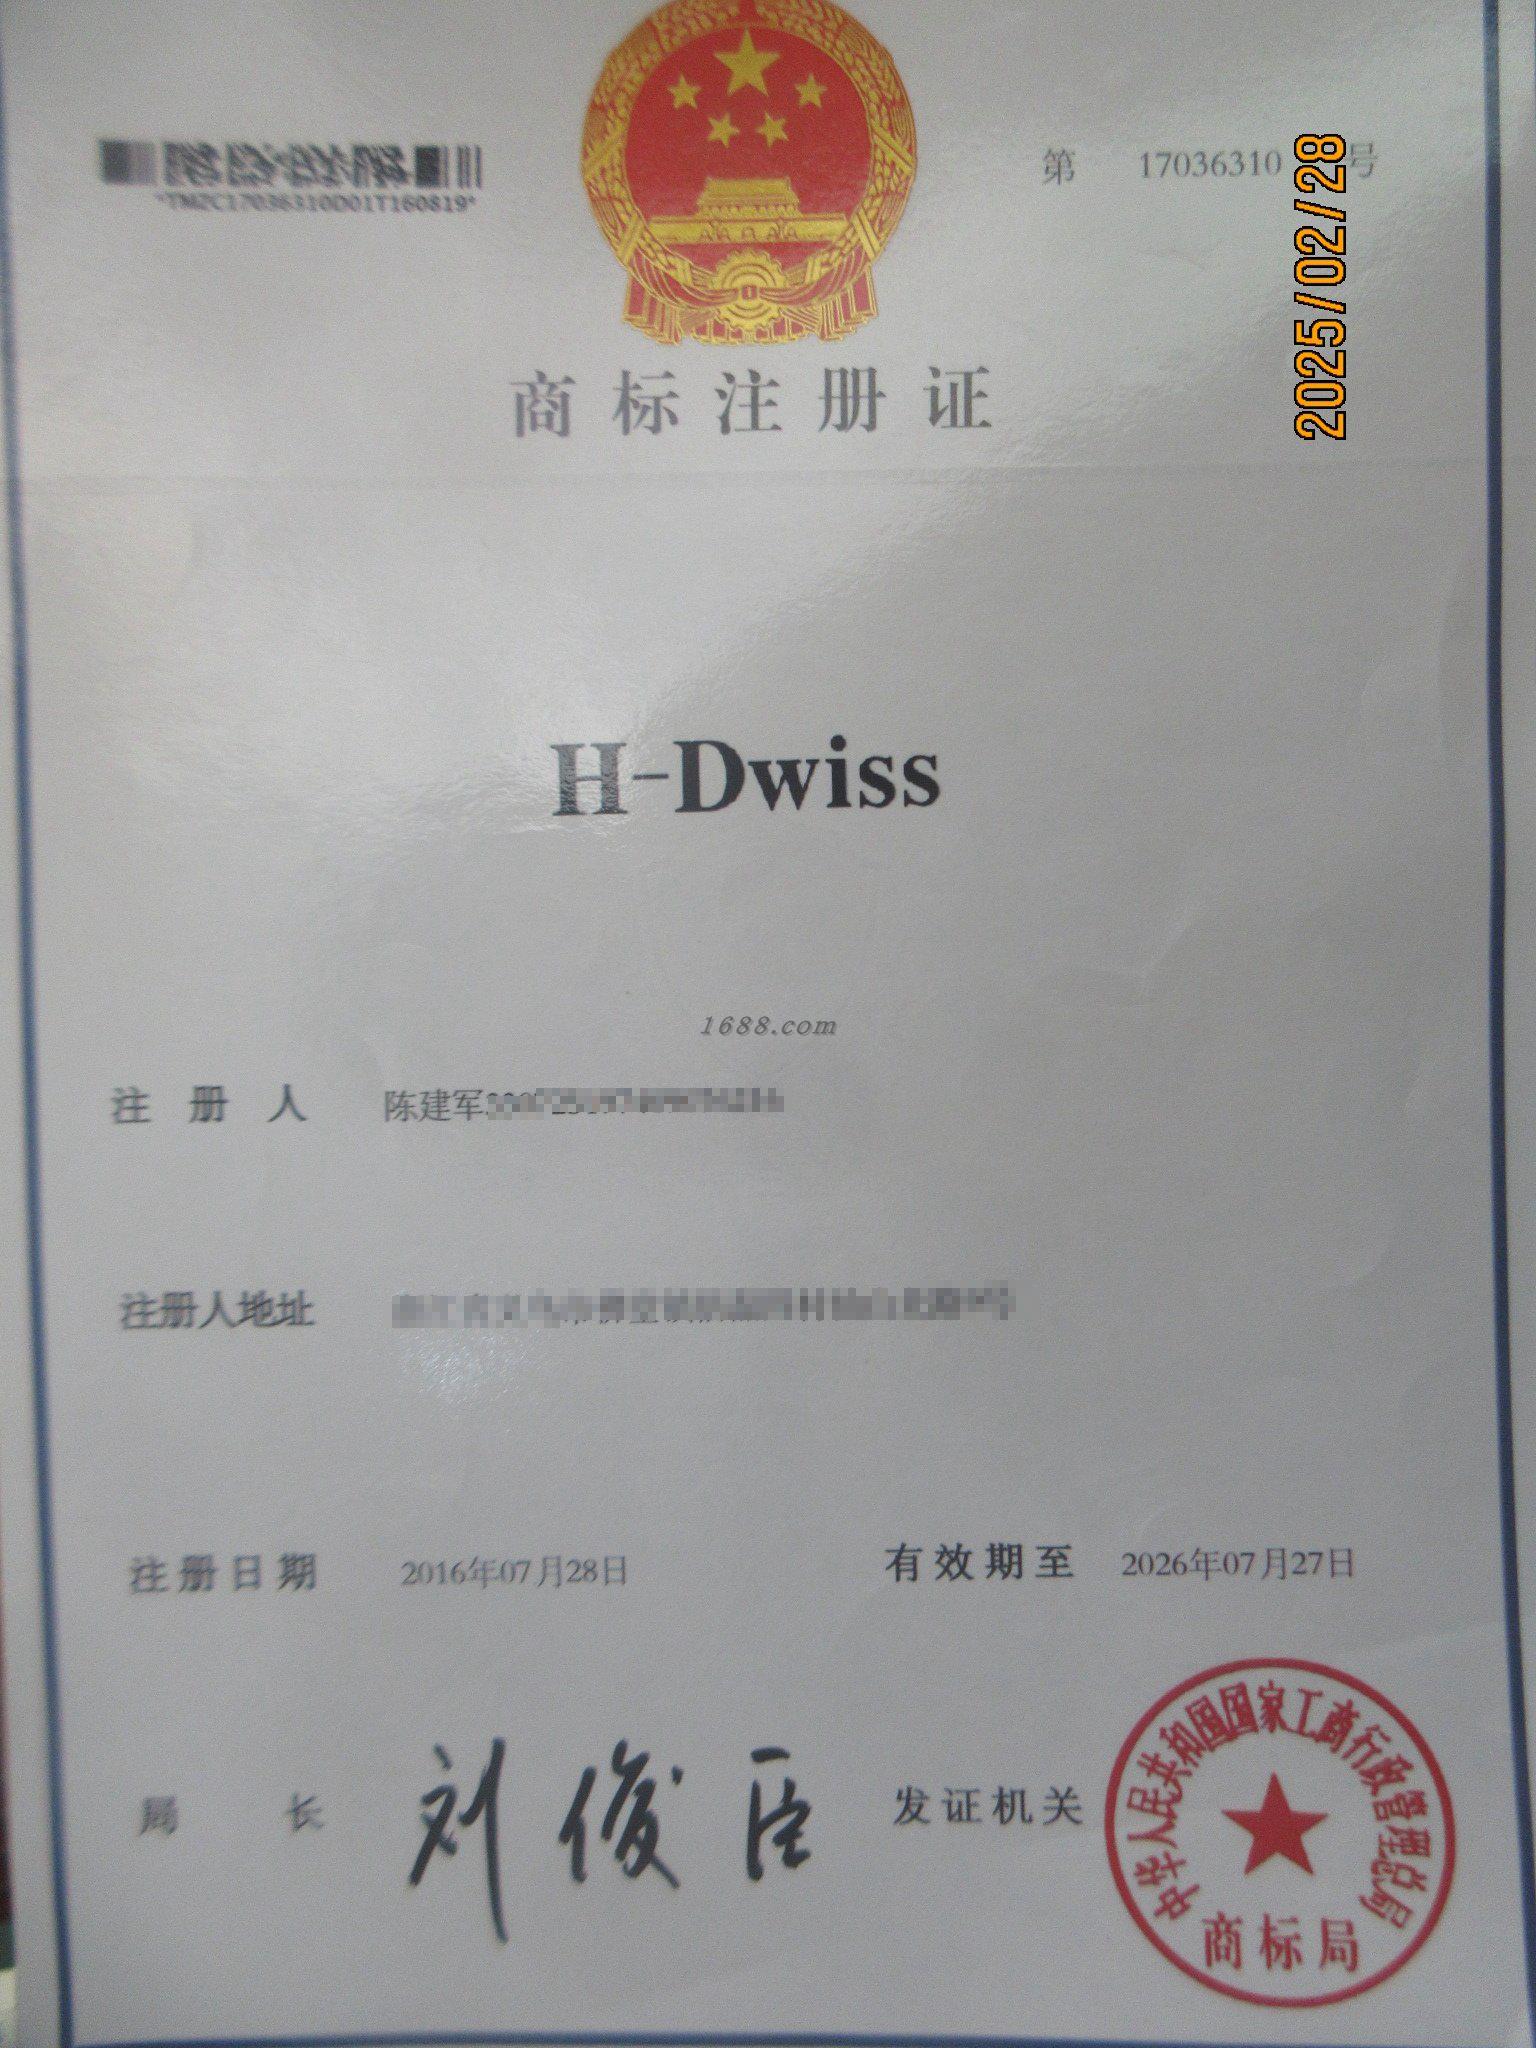 第 17036310 号
*TMZC17036310D01T160819*
2025/02/28
商标注册证
H-Dwiss
1688.com
注册人 陈建军
注册人地址
注册日期 2016年07月28日 有效期至 2026年07月27日
局长 刘俊臣 发证机关
中华人民共和国国家工商行政管理总局
商标局